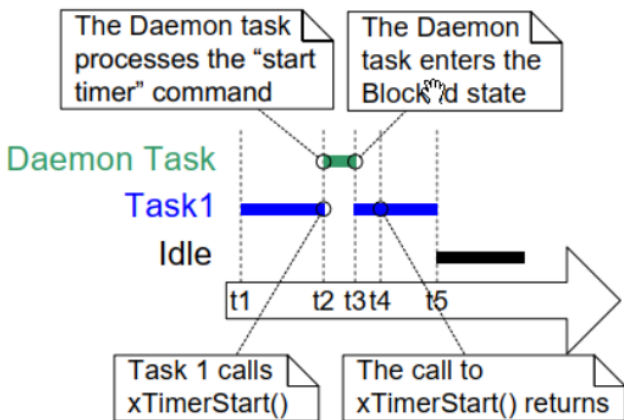 The Daemon task
processes the “start
timer” command
The Daemon
task enters the
Blocked state
Daemon Task
Task1
Idle
t1 t2 t3 t4 t5
Task 1 calls
xTimerStart()
The call to
xTimerStart() returns